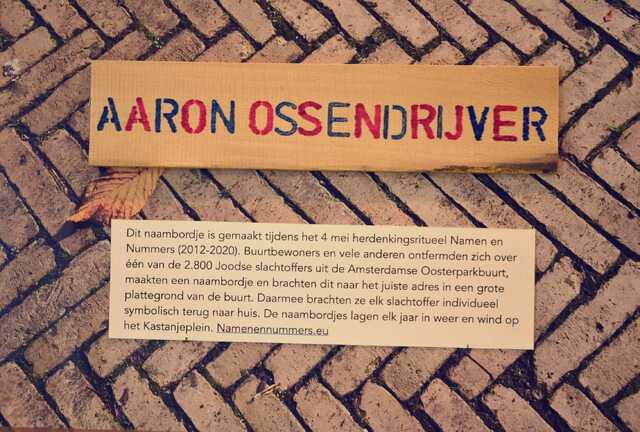 AARON OSSENDRIJVER
Dit naambordje is gemaakt tijdens het 4 mei herdenkingsritueel Namen en
Nummers (2012-2020). Buurtbewoners en vele anderen ontfermden zich over
één van de 2.800 Joodse slachtoffers uit de Amsterdamse Oosterparkbuurt,
maakten een naambordje en brachten dit naar het juiste adres in een grote
plattegrond van de buurt. Daarmee brachten ze elk slachtoffer individueel
symbolisch terug naar huis. De naambordjes lagen elk jaar in weer en wind op
het Kastanjeplein. Namenennummers.eu